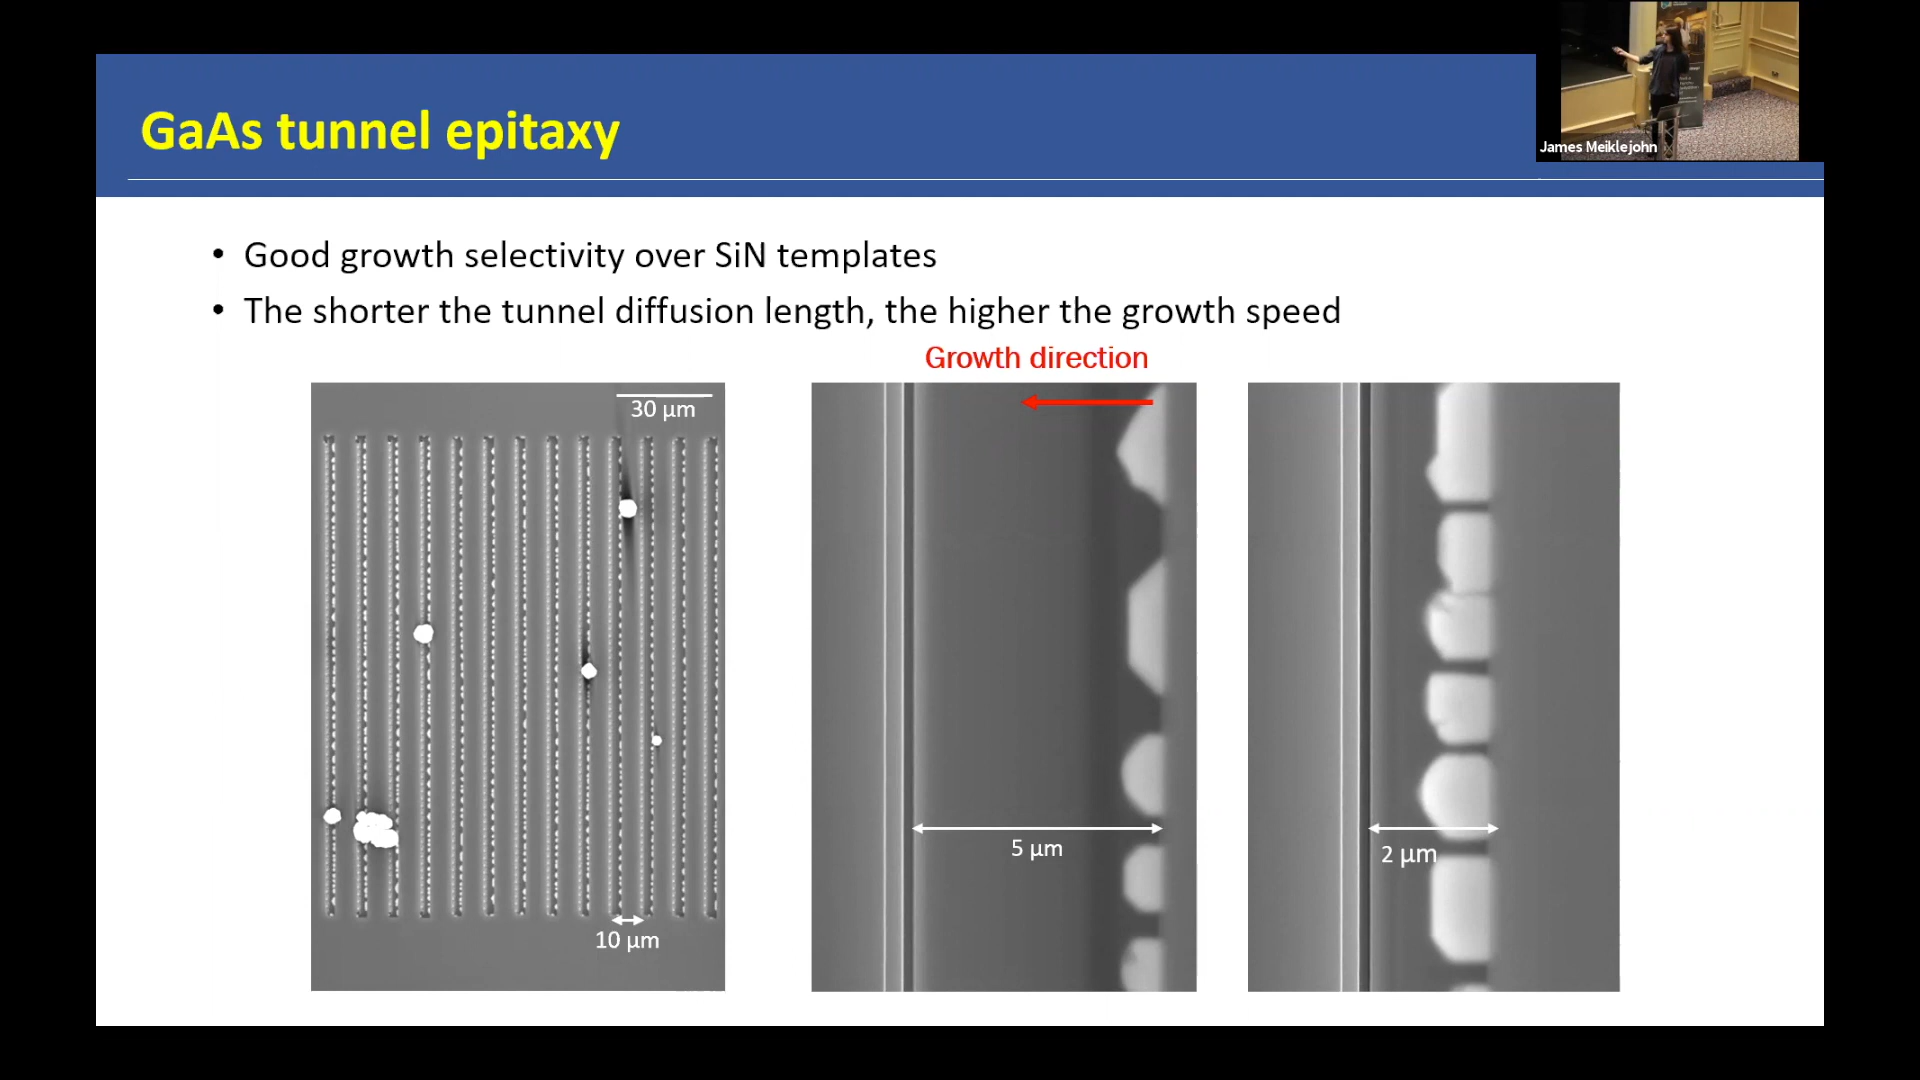 GaAs tunnel epitaxy
James Meiklejohn
• Good growth selectivity over SiN templates
• The shorter the tunnel diffusion length, the higher the growth speed
Growth direction
30 µm
10 µm
5 µm
2 µm